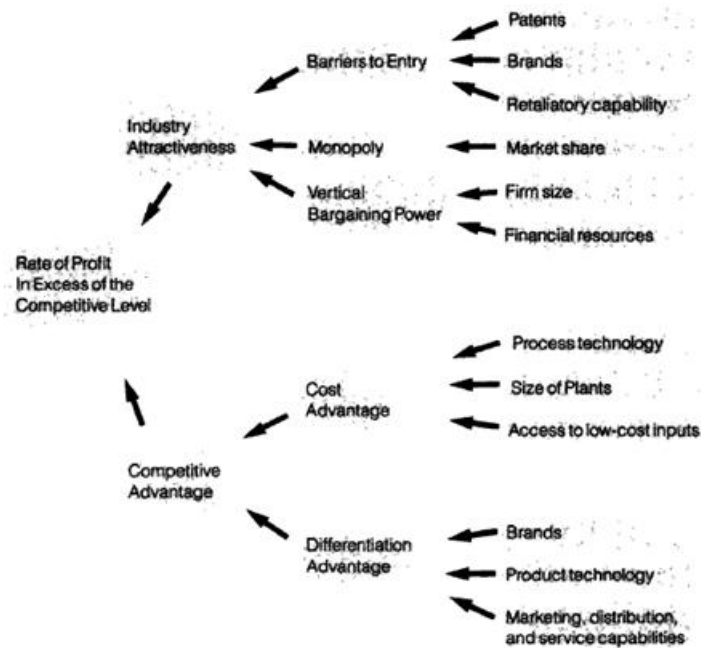 Patents
Barriers to Entry
Brands
Retaliatory capability
Industry
Attractiveness
Monopoly
Market share
Vertical
Bargaining Power
Firm size
Financial resources
Rate of Profit
In Excess of the
Competitive Level
Process technology
Cost
Advantage
Size of Plants
Access to low-cost inputs
Competitive
Advantage
Differentiation
Advantage
Brands
Product technology
Marketing, distribution,
and service capabilities